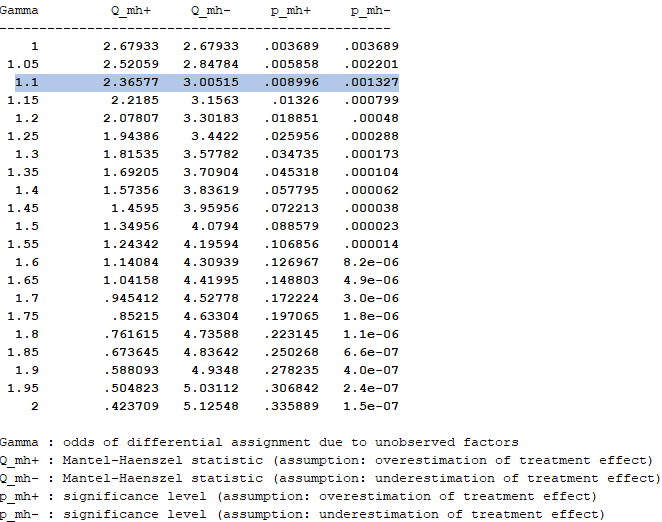 Gamma Q_mh+ Q_mh- p_mh+ p_mh-
-------------------------------------------------
1 2.67933 2.67933 .003689 .003689
1.05 2.52059 2.84784 .005858 .002201
1.1 2.36577 3.00515 .008996 .001327
1.15 2.2185 3.1563 .01326 .000799
1.2 2.07807 3.30183 .018851 .00048
1.25 1.94386 3.4422 .025956 .000288
1.3 1.81535 3.57782 .034735 .000173
1.35 1.69205 3.70904 .045318 .000104
1.4 1.57356 3.83619 .057795 .000062
1.45 1.4595 3.95956 .072213 .000038
1.5 1.34956 4.0794 .088579 .000023
1.55 1.24342 4.19594 .106856 .000014
1.6 1.14084 4.30939 .126967 8.2e-06
1.65 1.04158 4.41995 .148803 4.9e-06
1.7 .945412 4.52778 .172224 3.0e-06
1.75 .85215 4.63304 .197065 1.8e-06
1.8 .761615 4.73588 .223145 1.1e-06
1.85 .673645 4.83642 .250268 6.6e-07
1.9 .588093 4.9348 .278235 4.0e-07
1.95 .504823 5.03112 .306842 2.4e-07
2 .423709 5.12548 .335889 1.5e-07
Gamma : odds of differential assignment due to unobserved factors
Q_mh+ : Mantel-Haenszel statistic (assumption: overestimation of treatment effect)
Q_mh- : Mantel-Haenszel statistic (assumption: underestimation of treatment effect)
p_mh+ : significance level (assumption: overestimation of treatment effect)
p_mh- : significance level (assumption: underestimation of treatment effect)